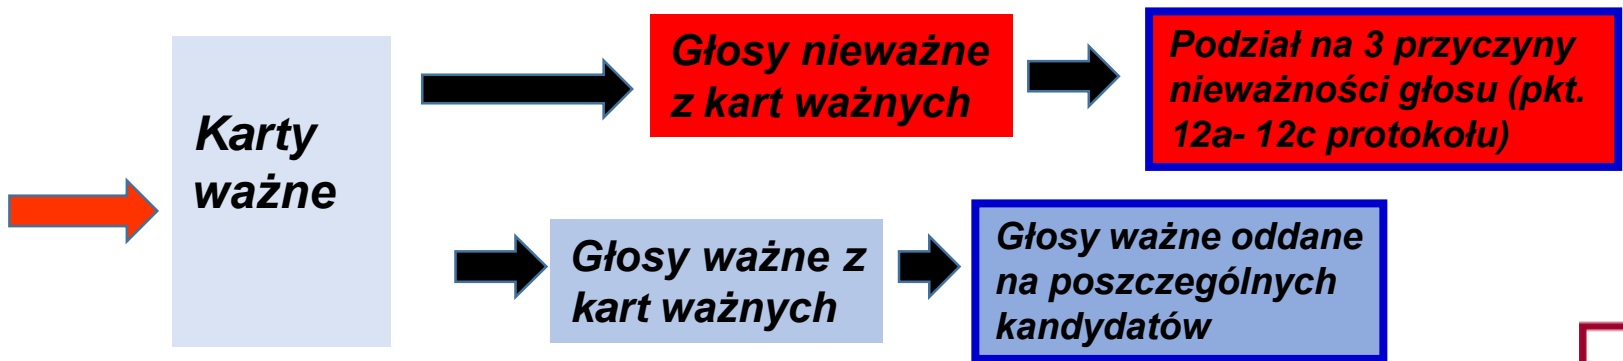 Karty
ważne
Głosy nieważne
z kart ważnych
Podział na 3 przyczyny
nieważności głosu (pkt.
12a- 12c protokołu)
Głosy ważne z
kart ważnych
Głosy ważne oddane
na poszczególnych
kandydatów